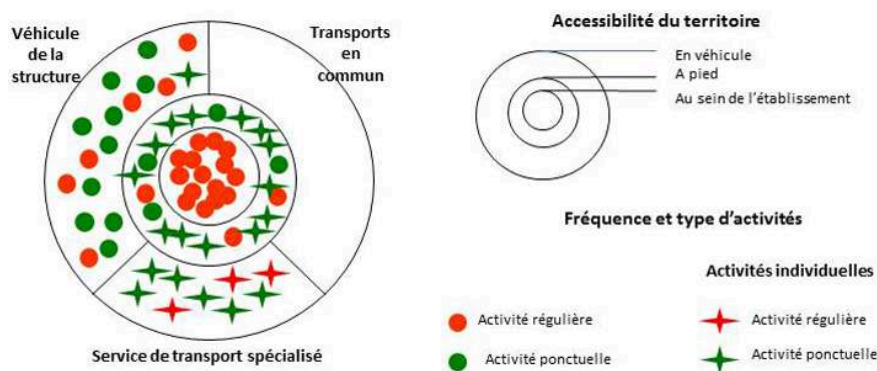 Véhicule
de la
structure
Transports
en
commun
Service de transport spécialisé
Accessibilité du territoire
En véhicule
A pied
Au sein de l'établissement
Fréquence et type d'activités
Activités individuelles
Activité régulière
Activité régulière
Activité ponctuelle
Activité ponctuelle